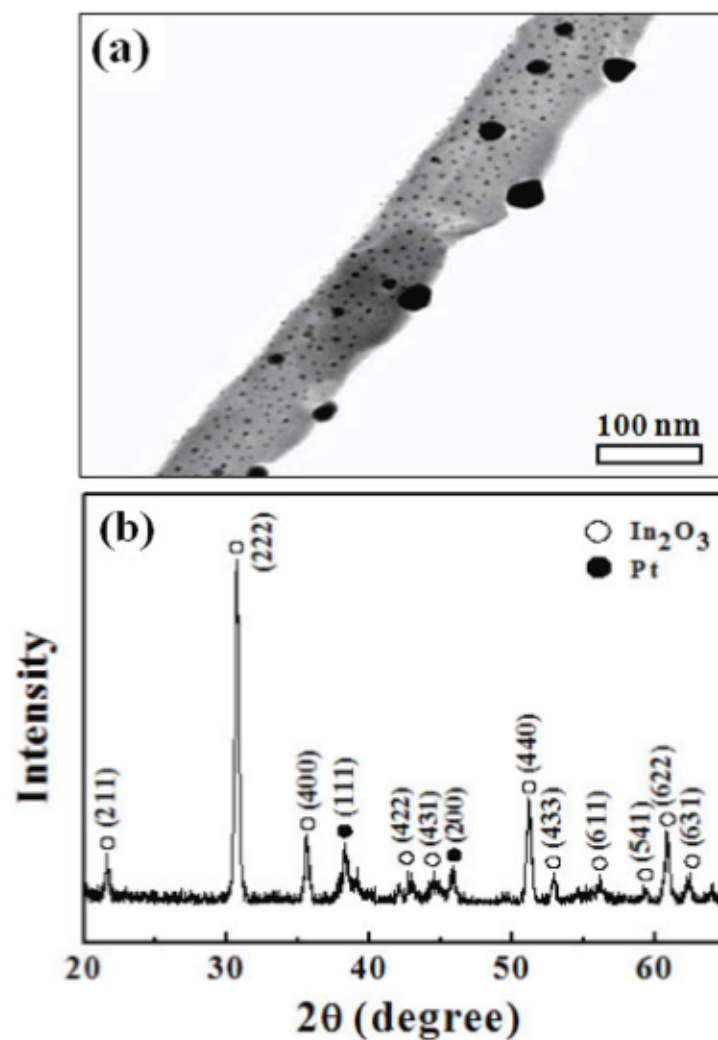 (a)
100 nm
(b)
In₂O₃
Pt
(211)
(222)
(400)
(111)
(422)
(431)
(200)
(440)
(433)
(611)
(541)
(622)
(631)
Intensity
20 30 40 50 60
2θ (degree)